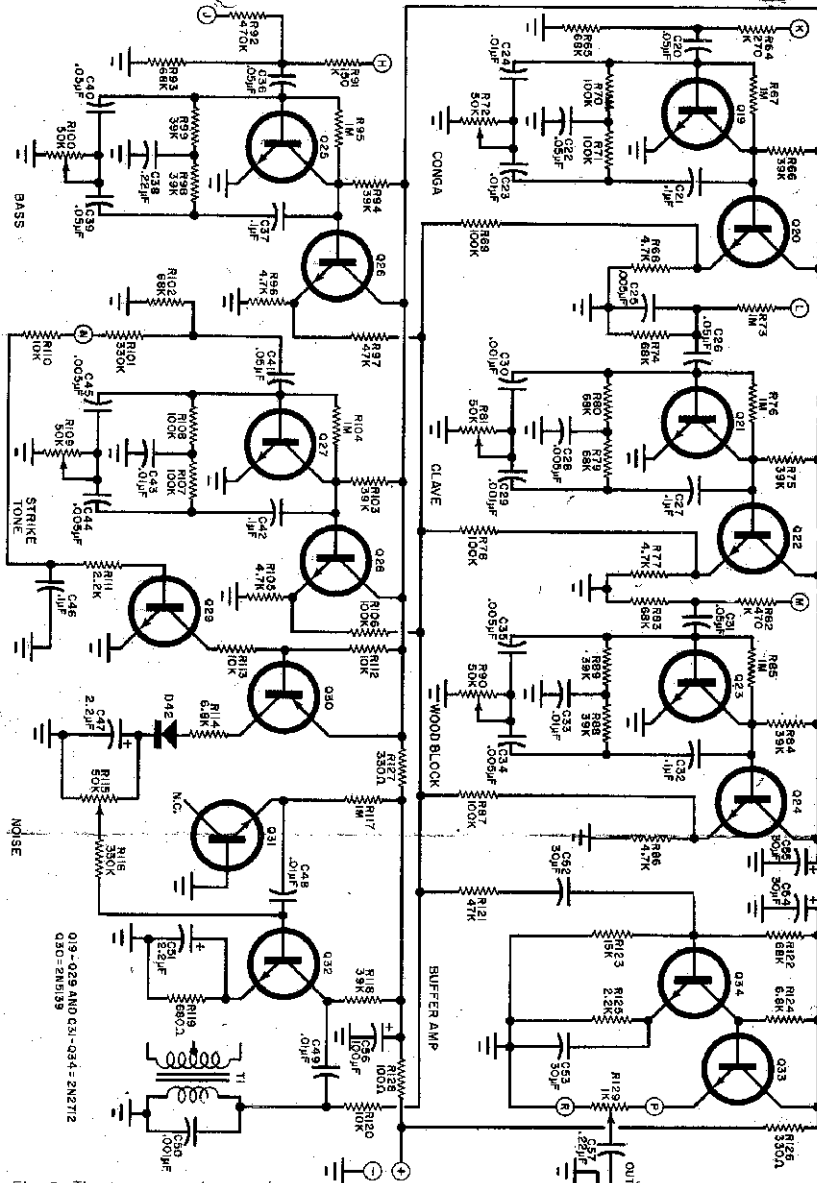 K
R64
470
K
C20
.05µF
R65
68K
R67
1M
R66
39K
Q19
Q20
C24
.01µF
R70
100K
R71
100K
C22
.05µF
R72
50K
C23
.01µF
C21
.1µF
CONGA
R69
100K
R68
4.7K
C25
.005µF
L
R73
1M
R74
68K
C26
.05µF
R76
1M
R75
39K
Q21
Q22
C30
.001µF
R80
68K
R79
68K
C28
.005µF
R81
50K
C29
.001µF
C27
.1µF
CLAVE
R78
100K
R77
4.7K
M
R82
470
K
R83
68K
C31
.05µF
R85
1M
R84
39K
Q23
Q24
C35
.005µF
R89
39K
R88
39K
C33
.01µF
R90
50K
C34
.005µF
C32
.1µF
WOOD BLOCK
R87
100K
R86
4.7K
C55
30µF
C54
30µF
C52
30µF
R121
47K
R122
68K
R123
15K
R124
6.8K
R125
2.2K
C53
30µF
Q34
Q33
R129
1K
R
P
R126
330Ω
C57
.22µF
OUT
BUFFER AMP
J
R92
470K
H
R91
150
K
R93
68K
C36
.05µF
R95
1M
R94
39K
Q25
Q26
C40
.05µF
R99
39K
R98
39K
C38
.22µF
R100
50K
C39
.05µF
C37
.1µF
BASS
R96
4.7K
R97
47K
R102
68K
R110
10K
N
R101
330K
C41
.05µF
R104
1M
R103
39K
Q27
Q28
C45
.005µF
R108
100K
R107
100K
C43
.01µF
R109
50K
C44
.005µF
C42
.1µF
STRIKE
TONE
R105
4.7K
R106
100K
R111
2.2K
C46
.1µF
Q29
R113
10K
R112
10K
Q30
R114
6.8K
D42
C47
2.2µF
R115
50K
R116
330K
R127
330Ω
N.C.
Q31
R117
1M
C48
.01µF
NOISE
Q32
C51
2.2µF
R119
680Ω
R118
39K
C56
100µF
C49
.01µF
R128
100Ω
R120
10K
T1
C50
.001µF
Q19-Q29 AND Q31-Q34=2N2712
Q30=2N5139